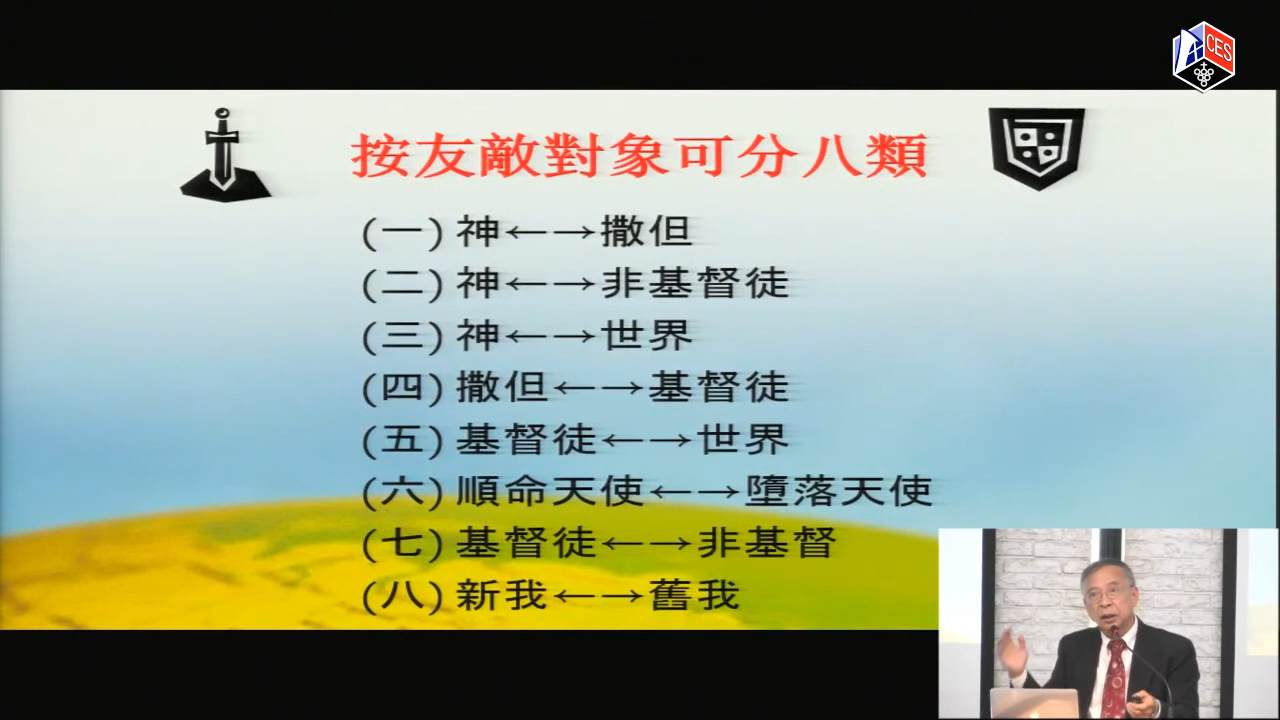 ACES
按友敵對象可分八類
(一) 神←→撒但
(二) 神←→非基督徒
(三) 神←→世界
(四) 撒但←→基督徒
(五) 基督徒←→世界
(六) 順命天使←→墮落天使
(七) 基督徒←→非基督
(八) 新我←→舊我